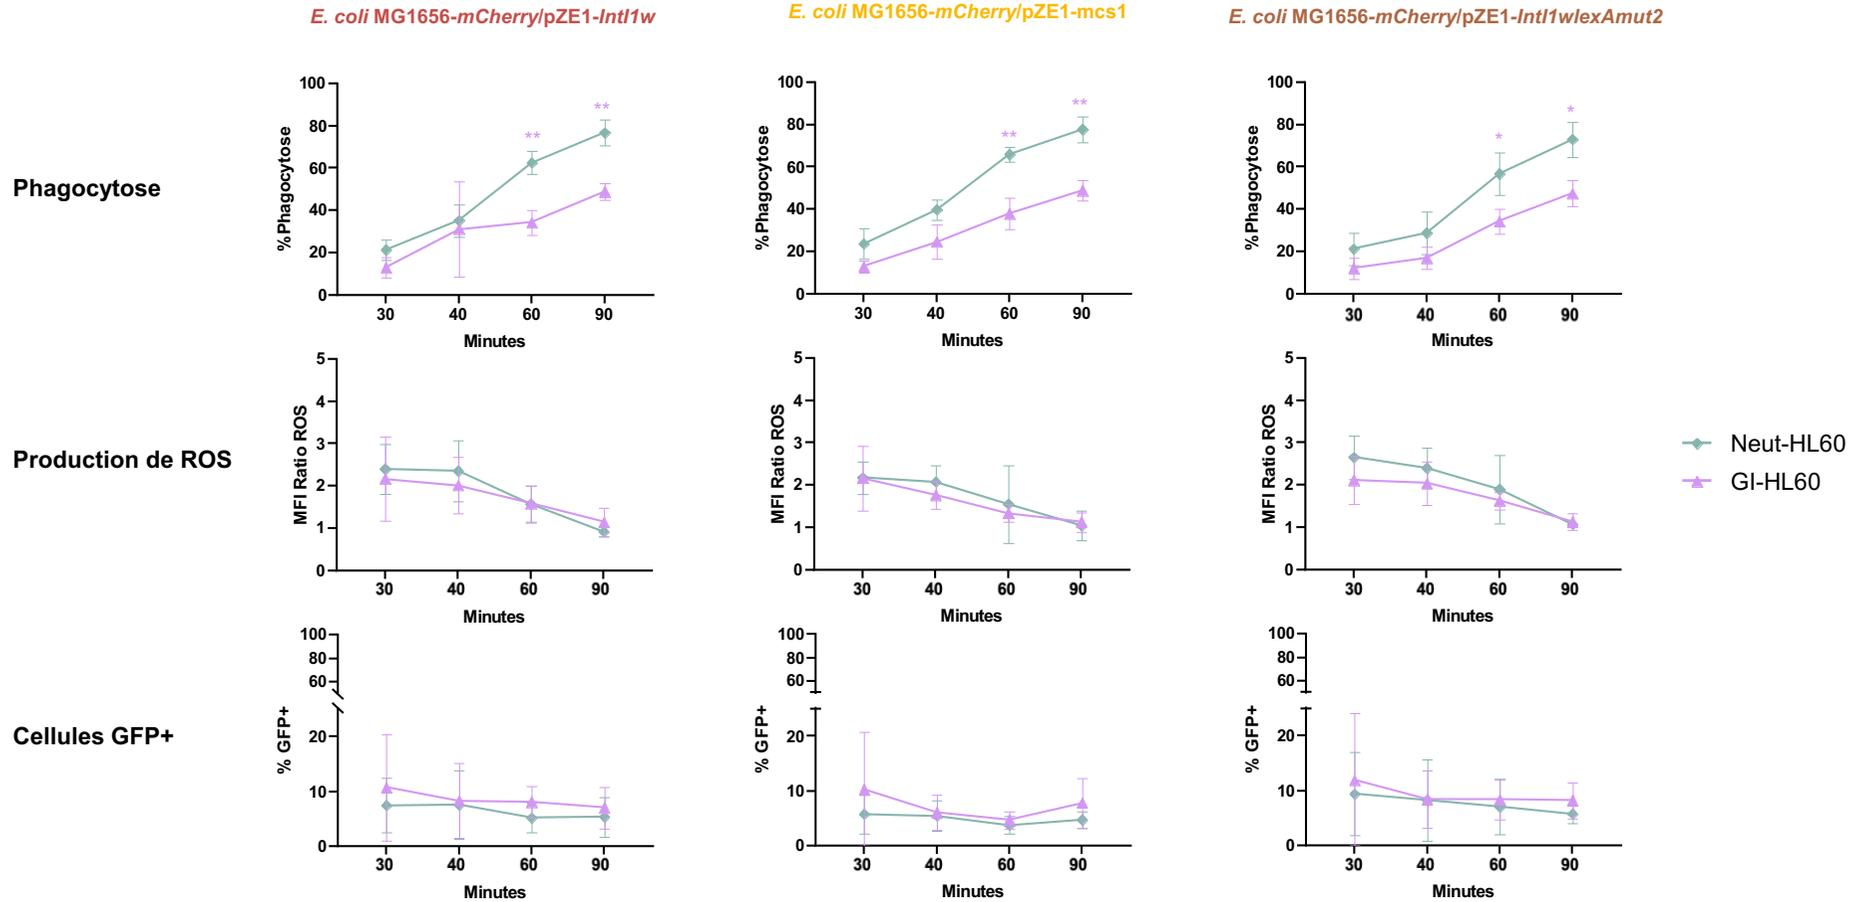 E. coli MG1656-mCherry/pZE1-IntI1w
E. coli MG1656-mCherry/pZE1-mcs1
E. coli MG1656-mCherry/pZE1-IntI1wlexAmut2
Phagocytose
%Phagocytose
100
80
60
40
20
0
**
**
30 40 60 90
Minutes
%Phagocytose
100
80
60
40
20
0
**
**
30 40 60 90
Minutes
%Phagocytose
100
80
60
40
20
0
*
*
30 40 60 90
Minutes
Production de ROS
MFI Ratio ROS
5
4
3
2
1
0
30 40 60 90
Minutes
MFI Ratio ROS
5
4
3
2
1
0
30 40 60 90
Minutes
MFI Ratio ROS
5
4
3
2
1
0
30 40 60 90
Minutes
Neut-HL60
GI-HL60
Cellules GFP+
% GFP+
100
80
60
20
10
0
30 40 60 90
Minutes
% GFP+
100
80
60
20
10
0
30 40 60 90
Minutes
% GFP+
100
80
60
20
10
0
30 40 60 90
Minutes